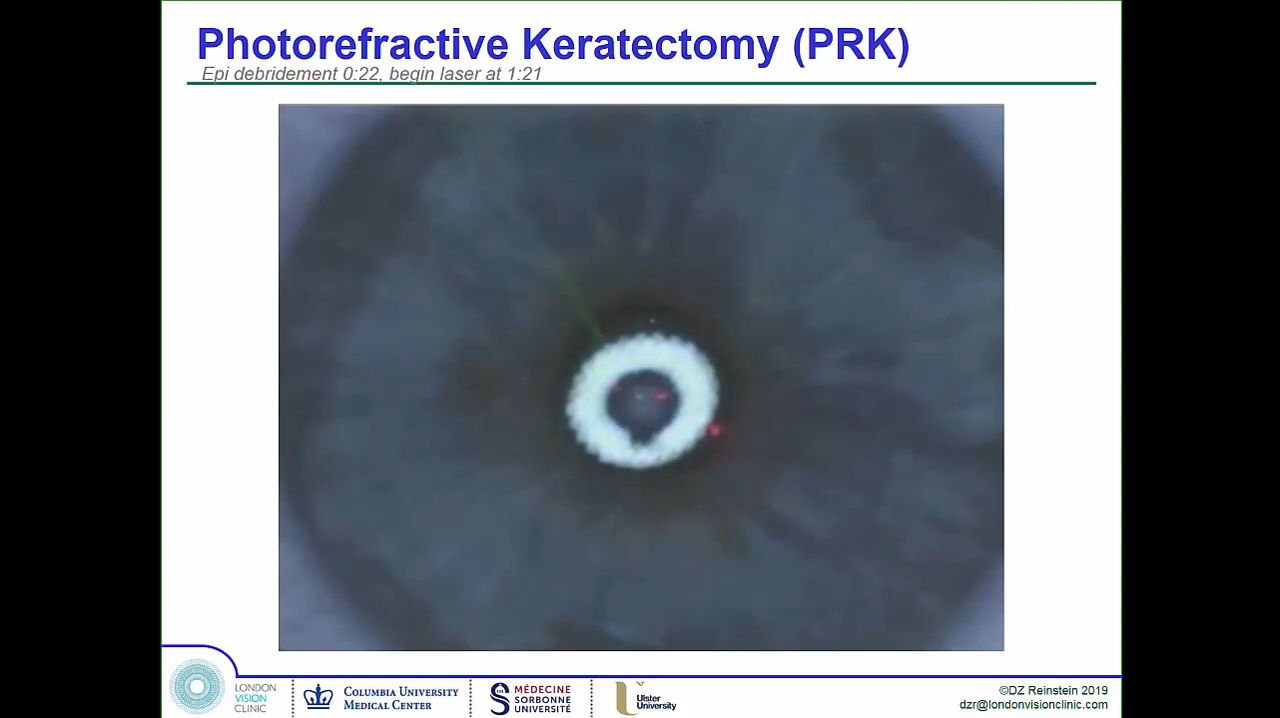 Photorefractive Keratectomy (PRK)
Epi debridement 0:22, begin laser at 1:21
LONDON
VISION
CLINIC
COLUMBIA UNIVERSITY
MEDICAL CENTER
MÉDECINE
SORBONNE
UNIVERSITÉ
Ulster
University
©DZ Reinstein 2019
dzr@londonvisionclinic.com